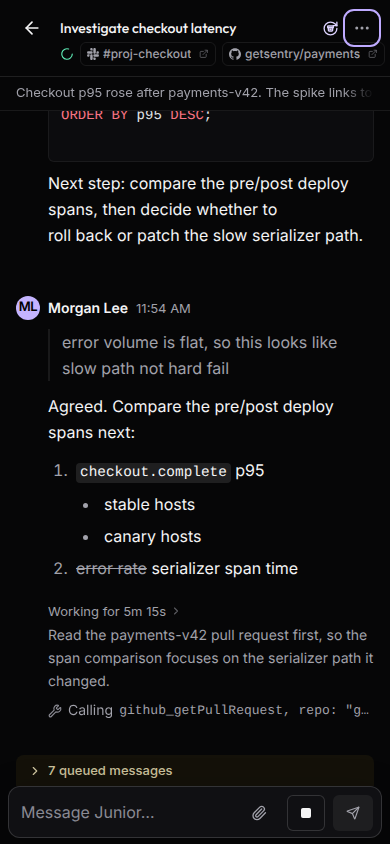 Investigate checkout latency
#proj-checkout getsentry/payments
Checkout p95 rose after payments-v42. The spike links to
ORDER BY p95 DESC;
Next step: compare the pre/post deploy
spans, then decide whether to
roll back or patch the slow serializer path.
ML Morgan Lee 11:54 AM
error volume is flat, so this looks like
slow path not hard fail
Agreed. Compare the pre/post deploy
spans next:
1. checkout.complete p95
• stable hosts
• canary hosts
2. error rate serializer span time
Working for 5m 15s
Read the payments-v42 pull request first, so the
span comparison focuses on the serializer path it
changed.
Calling github_getPullRequest, repo: "g…
7 queued messages
Message Junior...